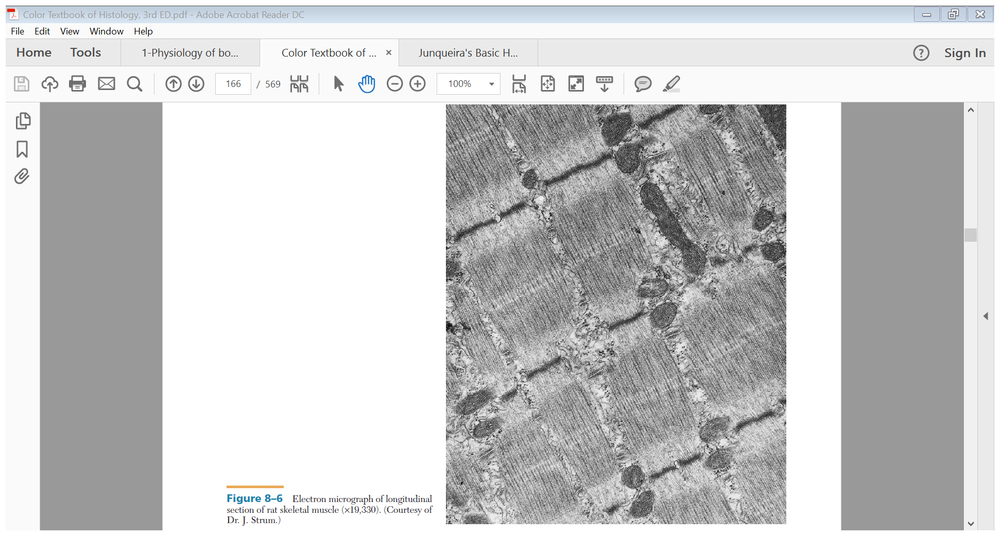 Color Textbook of Histology, 3rd ED.pdf - Adobe Acrobat Reader DC
File Edit View Window Help
Home Tools 1-Physiology of bo... Color Textbook of ... × Junqueira's Basic H... ? Sign In
166 / 569 100%
Figure 8–6 Electron micrograph of longitudinal
section of rat skeletal muscle (×19,330). (Courtesy of
Dr. J. Strum.)